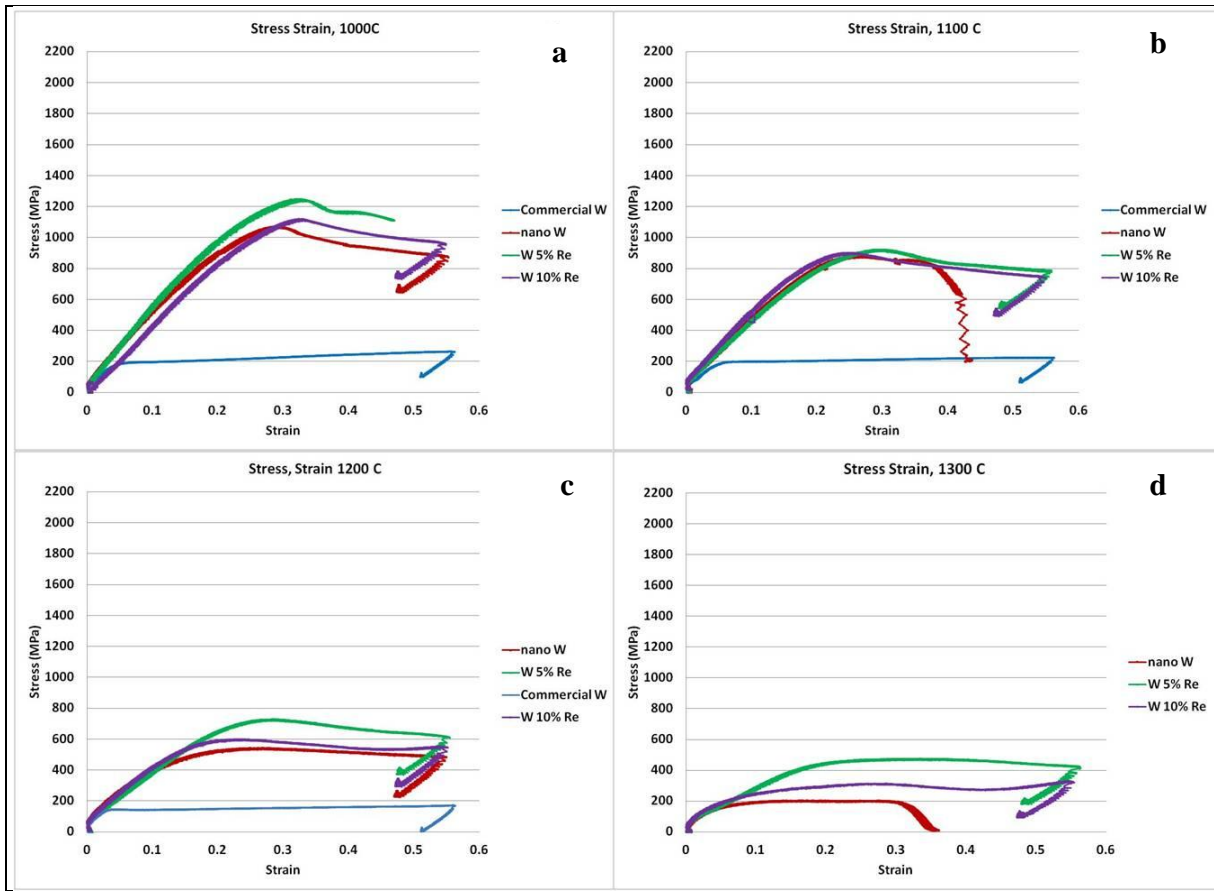 Stress Strain, 1000C
a
2200
2000
1800
1600
1400
1200
1000
800
600
400
200
0
Stress (MPa)
0 0.1 0.2 0.3 0.4 0.5 0.6
Strain
Commercial W
nano W
W 5% Re
W 10% Re
Stress Strain, 1100 C
b
2200
2000
1800
1600
1400
1200
1000
800
600
400
200
0
Stress (MPa)
0 0.1 0.2 0.3 0.4 0.5 0.6
Strain
Commercial W
nano W
W 5% Re
W 10% Re
Stress, Strain 1200 C
c
2200
2000
1800
1600
1400
1200
1000
800
600
400
200
0
Stress (MPa)
0 0.1 0.2 0.3 0.4 0.5 0.6
Strain
nano W
W 5% Re
Commercial W
W 10% Re
Stress Strain, 1300 C
d
2200
2000
1800
1600
1400
1200
1000
800
600
400
200
0
Stress (MPa)
0 0.1 0.2 0.3 0.4 0.5 0.6
Strain
nano W
W 5% Re
W 10% Re